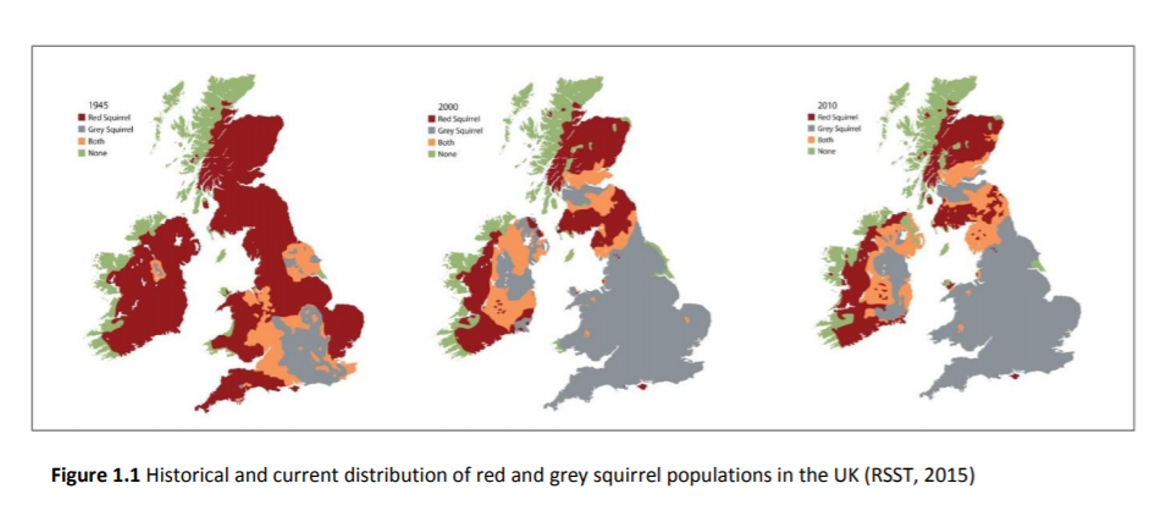 1945
Red Squirrel
Grey Squirrel
Both
None
2000
Red Squirrel
Grey Squirrel
Both
None
2010
Red Squirrel
Grey Squirrel
Both
None
Figure 1.1 Historical and current distribution of red and grey squirrel populations in the UK (RSST, 2015)